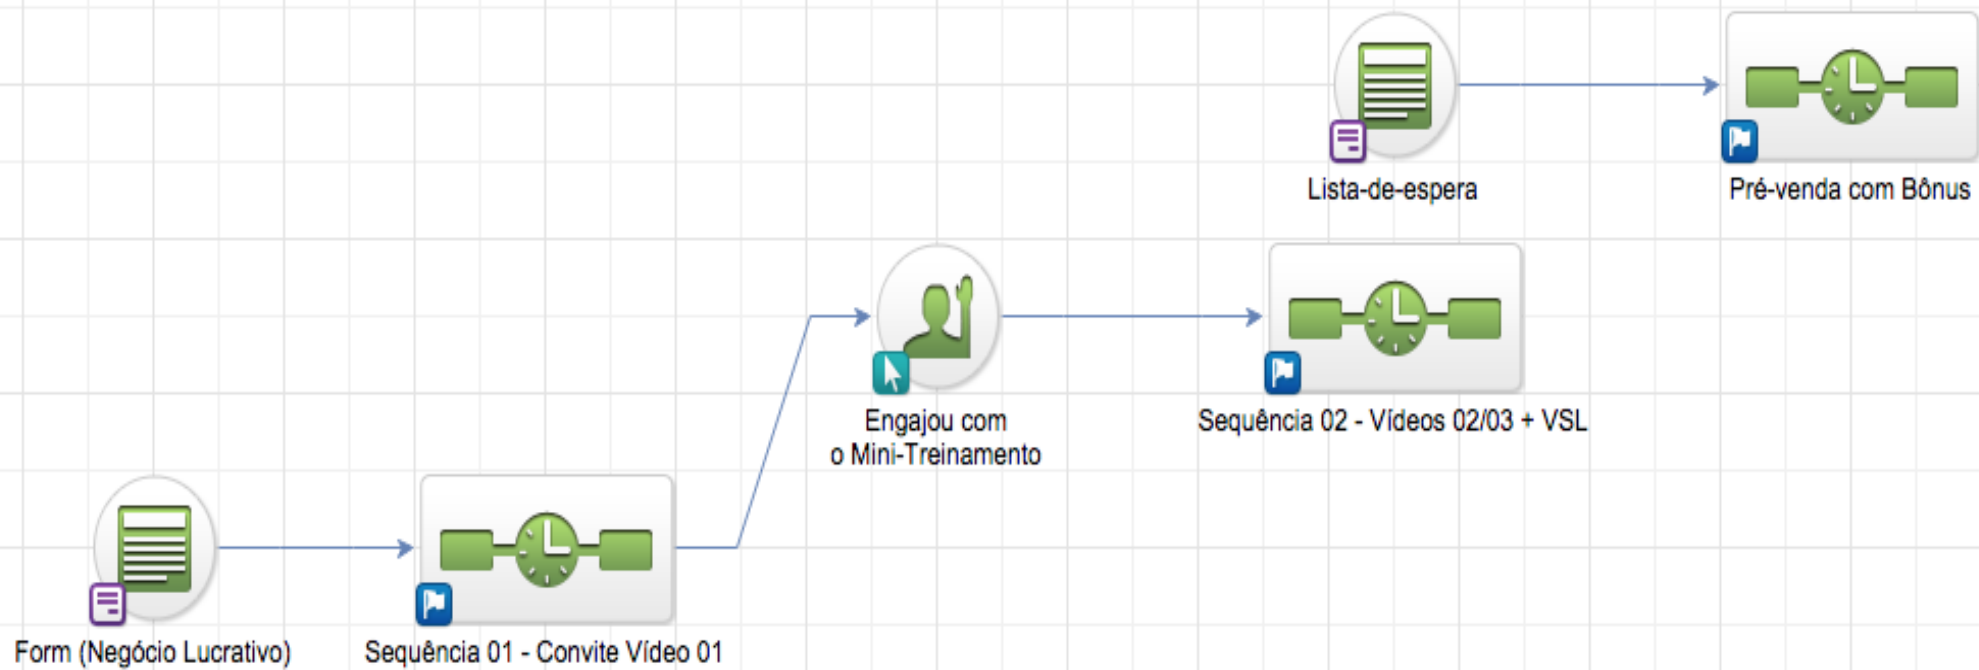 Lista-de-espera
Pré-venda com Bônus
Engajou com
o Mini-Treinamento
Sequência 02 - Vídeos 02/03 + VSL
Form (Negócio Lucrativo)
Sequência 01 - Convite Vídeo 01